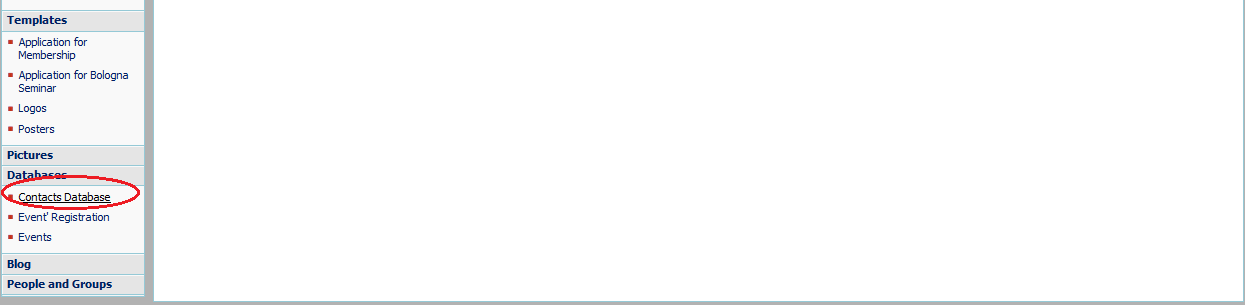 Templates
Application for
Membership
Application for Bologna
Seminar
Logos
Posters
Pictures
Databases
Contacts Database
Event' Registration
Events
Blog
People and Groups